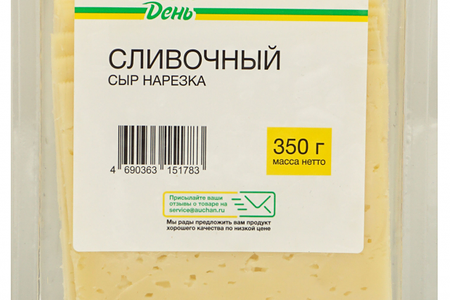 День
СЛИВОЧНЫЙ
СЫР НАРЕЗКА
350 г
масса нетто
4 690363 151783
Присылайте ваши
отзывы о товаре на
service@auchan.ru
Мы рады предложить вам продукт
хорошего качества по низкой цене